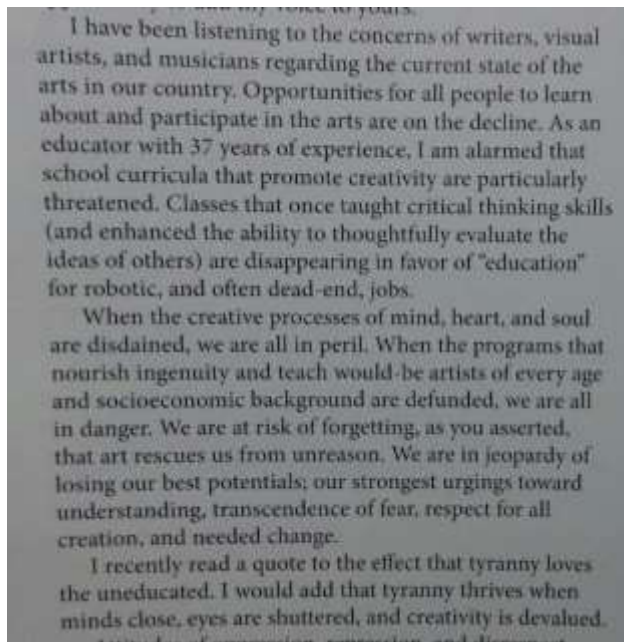 my voice to yours.
I have been listening to the concerns of writers, visual
artists, and musicians regarding the current state of the
arts in our country. Opportunities for all people to learn
about and participate in the arts are on the decline. As an
educator with 37 years of experience, I am alarmed that
school curricula that promote creativity are particularly
threatened. Classes that once taught critical thinking skills
(and enhanced the ability to thoughtfully evaluate the
ideas of others) are disappearing in favor of "education"
for robotic, and often dead-end, jobs.
When the creative processes of mind, heart, and soul
are disdained, we are all in peril. When the programs that
nourish ingenuity and teach would-be artists of every age
and socioeconomic background are defunded, we are all
in danger. We are at risk of forgetting, as you asserted,
that art rescues us from unreason. We are in jeopardy of
losing our best potentials; our strongest urgings toward
understanding, transcendence of fear, respect for all
creation, and needed change.
I recently read a quote to the effect that tyranny loves
the uneducated. I would add that tyranny thrives when
minds close, eyes are shuttered, and creativity is devalued.